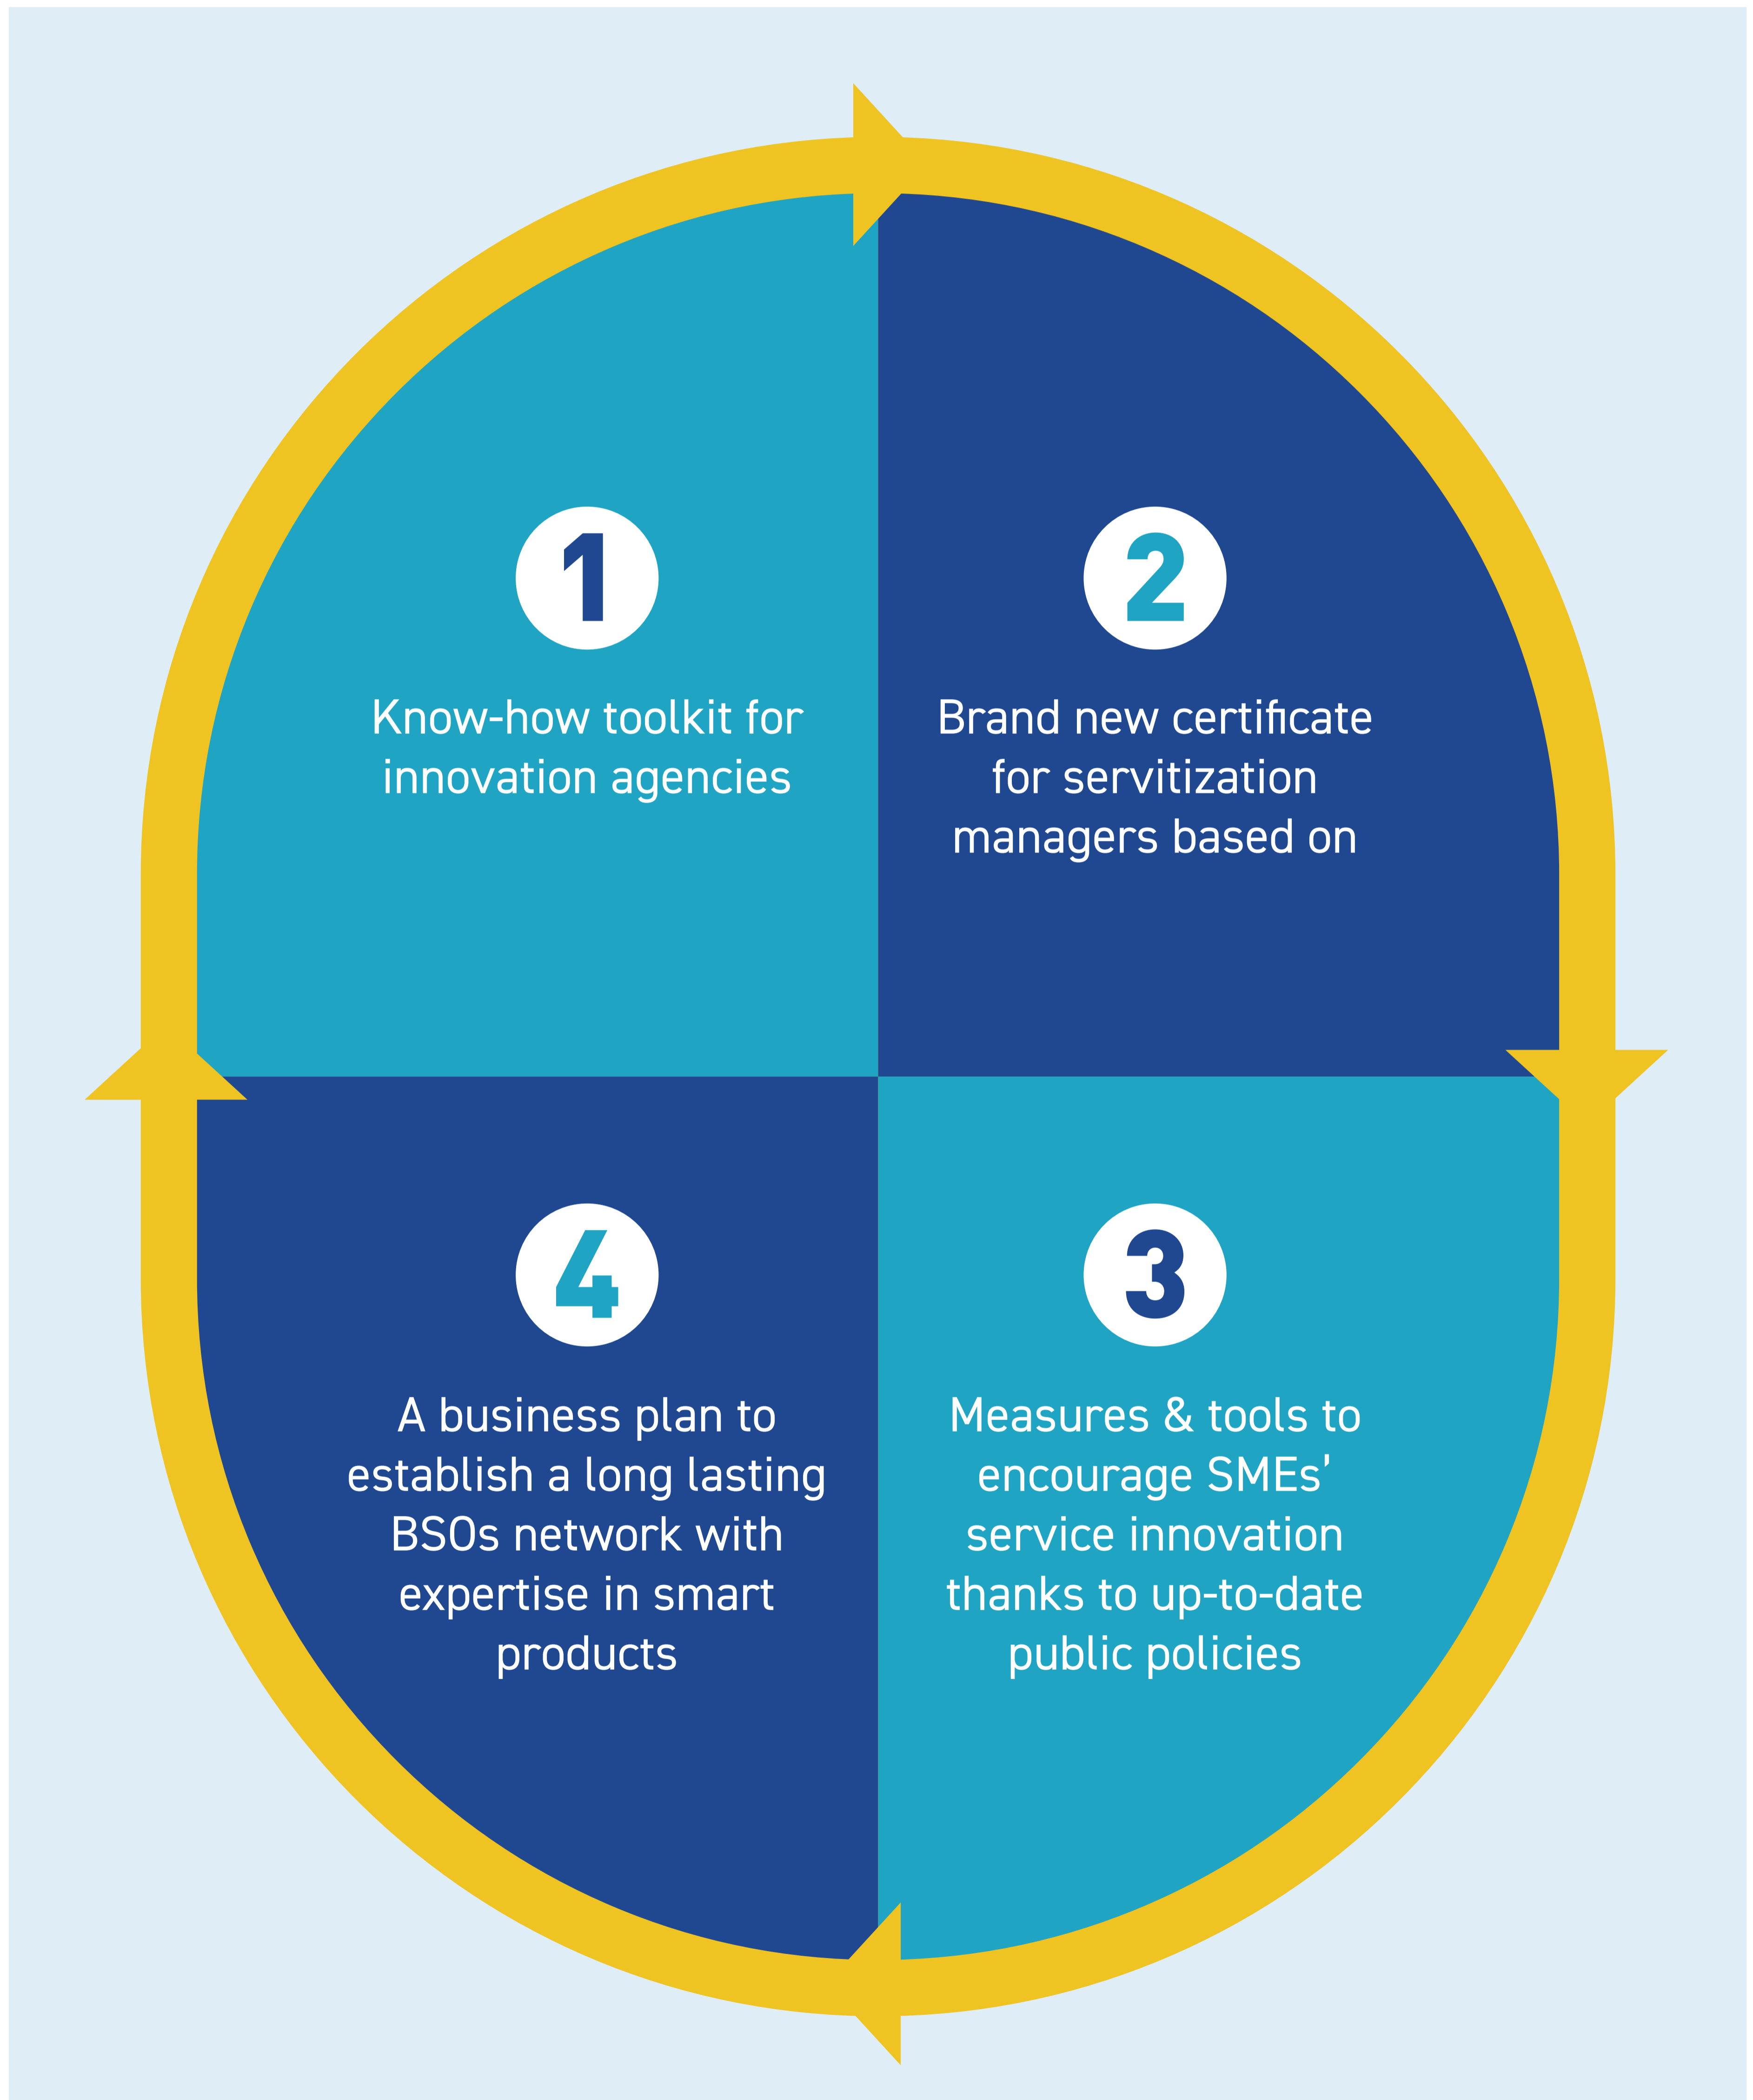 1
Know-how toolkit for
innovation agencies
2
Brand new certificate
for servitization
managers based on
3
Measures & tools to
encourage SMEs'
service innovation
thanks to up-to-date
public policies
4
A business plan to
establish a long lasting
BSOs network with
expertise in smart
products